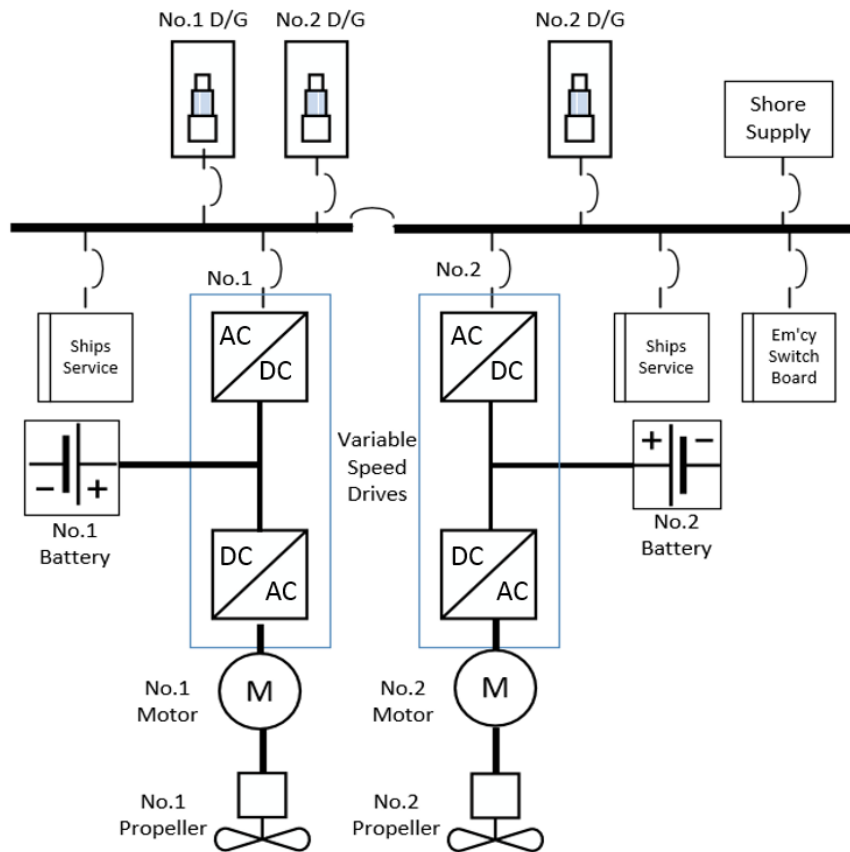 No.1 D/G
No.2 D/G
No.2 D/G
Shore
Supply
No.1
No.2
Ships
Service
AC
DC
AC
DC
Ships
Service
Em'cy
Switch
Board
Variable
Speed
Drives
− +
+ −
No.1
Battery
DC
AC
DC
AC
No.2
Battery
No.1
Motor
M
No.2
Motor
M
No.1
Propeller
No.2
Propeller